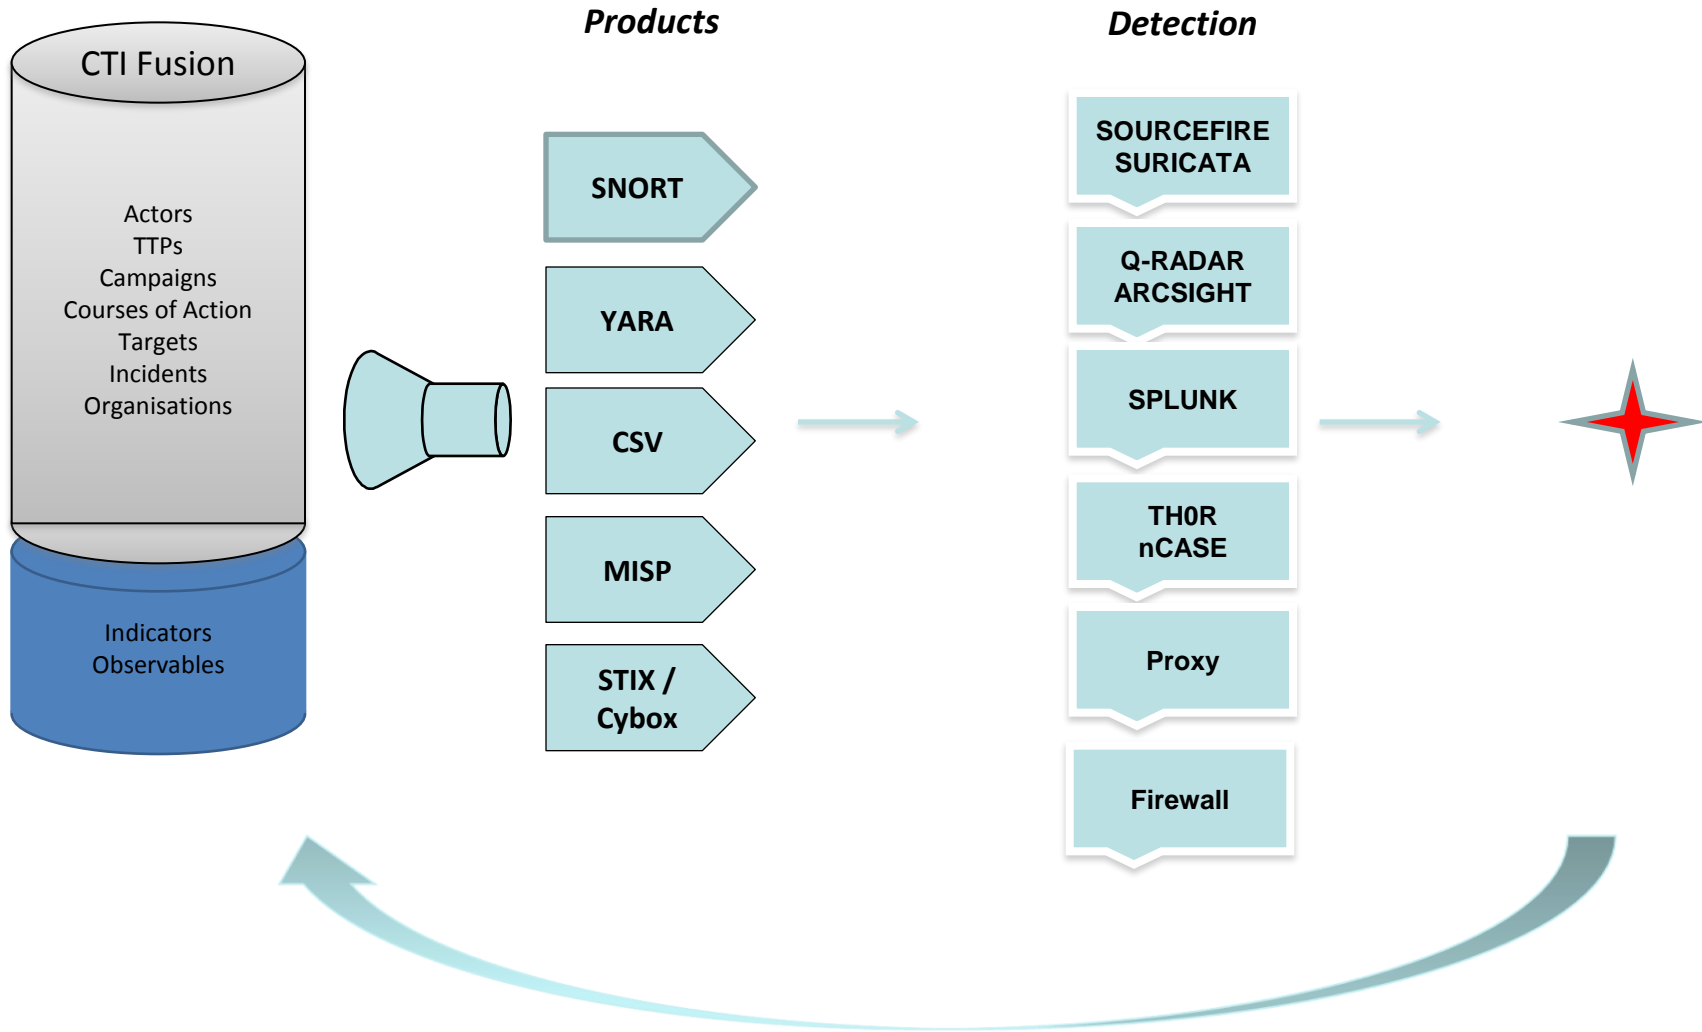 Products
Detection
CTI Fusion
Actors
TTPs
Campaigns
Courses of Action
Targets
Incidents
Organisations
Indicators
Observables
SNORT
YARA
CSV
MISP
STIX /
Cybox
SOURCEFIRE
SURICATA
Q-RADAR
ARCSIGHT
SPLUNK
TH0R
nCASE
Proxy
Firewall